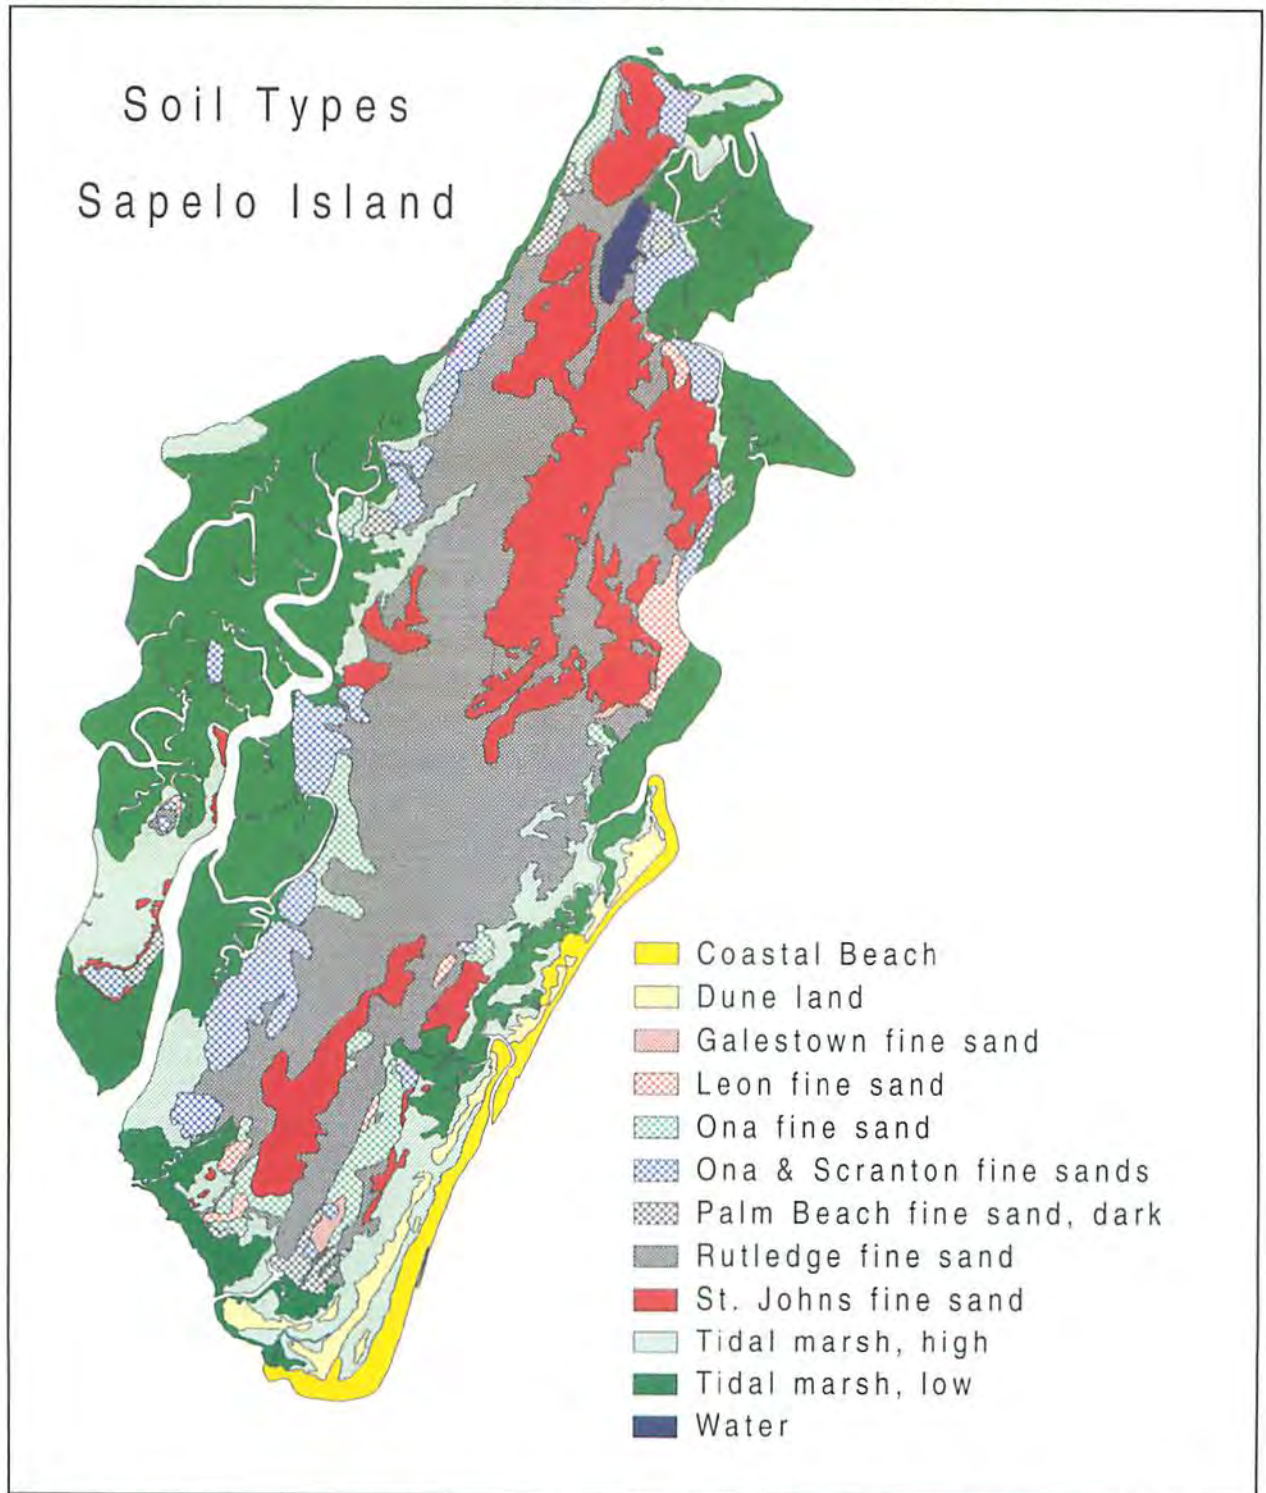 Soil Types
Sapelo Island
Coastal Beach
Dune land
Galestown fine sand
Leon fine sand
Ona fine sand
Ona & Scranton fine sands
Palm Beach fine sand, dark
Rutledge fine sand
St. Johns fine sand
Tidal marsh, high
Tidal marsh, low
Water